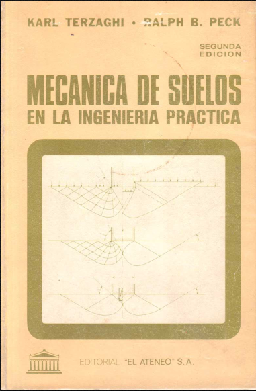 KARL TERZAGHI • RALPH B. PECK
SEGUNDA
EDICION
MECANICA DE SUELOS
EN LA INGENIERIA PRACTICA
EDITORIAL "EL ATENEO" S.A.